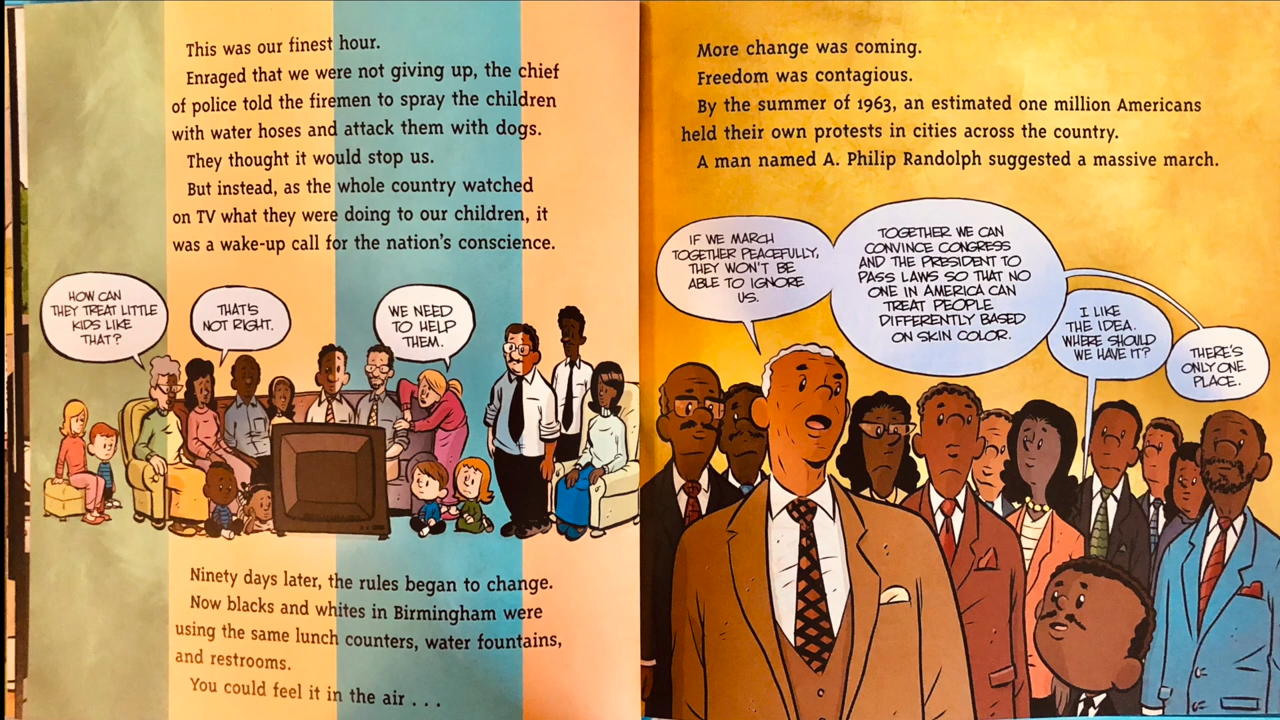 This was our finest hour.
Enraged that we were not giving up, the chief
of police told the firemen to spray the children
with water hoses and attack them with dogs.
They thought it would stop us.
But instead, as the whole country watched
on TV what they were doing to our children, it
was a wake-up call for the nation's conscience.
HOW CAN
THEY TREAT LITTLE
KIDS LIKE
THAT?
THAT'S
NOT RIGHT.
WE NEED
TO HELP
THEM.
Ninety days later, the rules began to change.
Now blacks and whites in Birmingham were
using the same lunch counters, water fountains,
and restrooms.
You could feel it in the air . . .
More change was coming.
Freedom was contagious.
By the summer of 1963, an estimated one million Americans
held their own protests in cities across the country.
A man named A. Philip Randolph suggested a massive march.
IF WE MARCH
TOGETHER PEACEFULLY,
THEY WON'T BE
ABLE TO IGNORE
US.
TOGETHER WE CAN
CONVINCE CONGRESS
AND THE PRESIDENT TO
PASS LAWS SO THAT NO
ONE IN AMERICA CAN
TREAT PEOPLE
DIFFERENTLY BASED
ON SKIN COLOR.
I LIKE
THE IDEA.
WHERE SHOULD
WE HAVE IT?
THERE'S
ONLY ONE
PLACE.